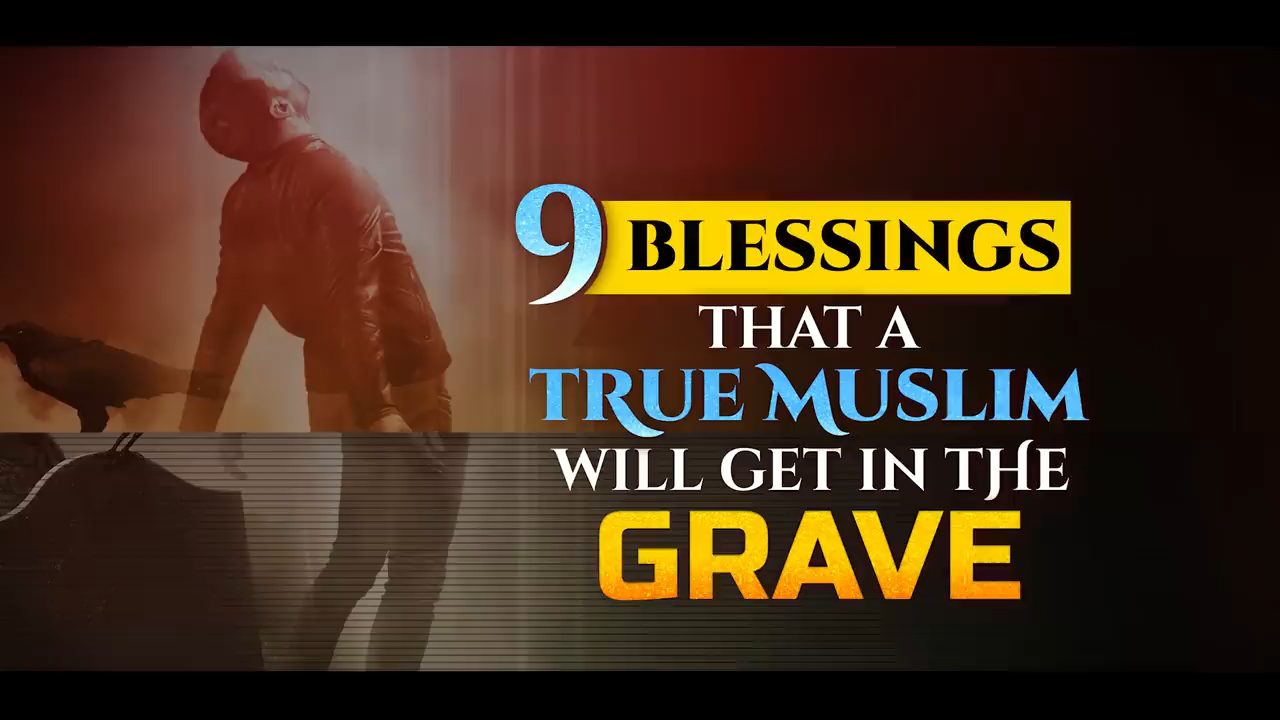 9 BLESSINGS
THAT A
TRUE MUSLIM
WILL GET IN THE
GRAVE